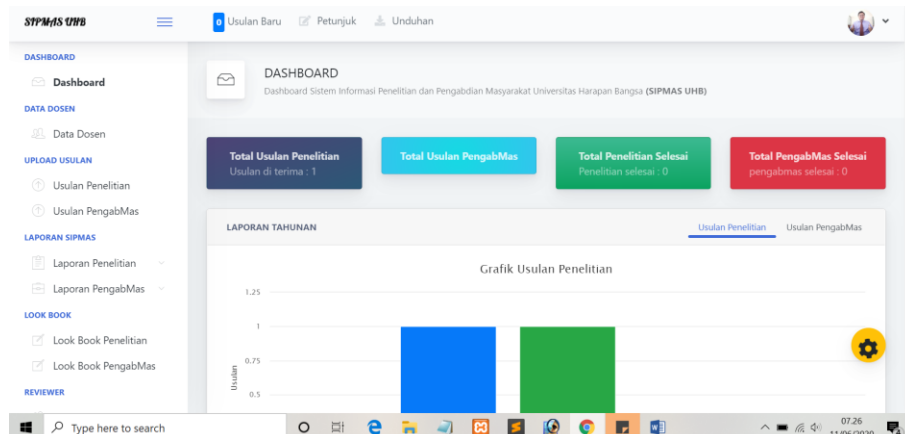 SIPMAS UHB
0 Usulan Baru Petunjuk Unduhan
DASHBOARD
Dashboard
DATA DOSEN
Data Dosen
UPLOAD USULAN
Usulan Penelitian
Usulan PengabMas
LAPORAN SIPMAS
Laporan Penelitian
Laporan PengabMas
LOOK BOOK
Look Book Penelitian
Look Book PengabMas
REVIEWER
DASHBOARD
Dashboard Sistem Informasi Penelitian dan Pengabdian Masyarakat Universitas Harapan Bangsa (SIPMAS UHB)
Total Usulan Penelitian
Usulan di terima : 1
Total Usulan PengabMas
Total Penelitian Selesai
Penelitian selesai : 0
Total PengabMas Selesai
pengabmas selesai : 0
LAPORAN TAHUNAN
Usulan Penelitian Usulan PengabMas
Grafik Usulan Penelitian
1.25
1
0.75
0.5
Usulan
Type here to search
07.26
11/06/2020